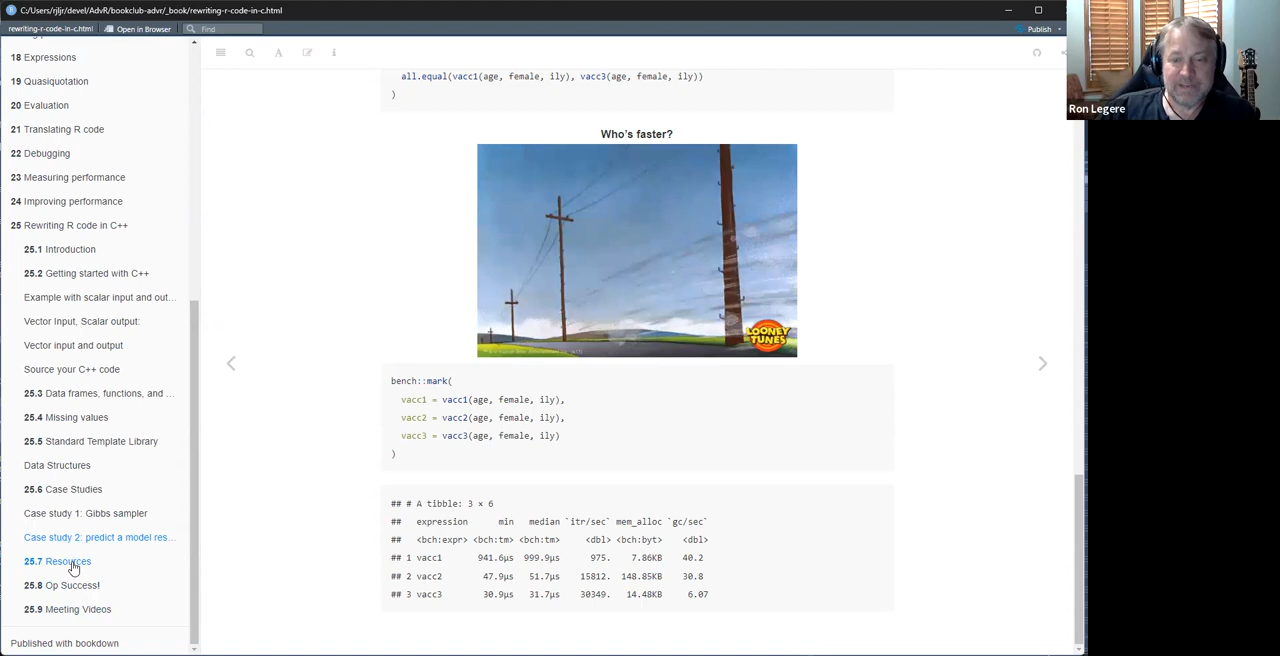 C:/Users/rjljr/devel/AdvR/bookclub-advr/_book/rewriting-r-code-in-c.html
rewriting-r-code-in-c.html
Open in Browser
Find
Publish
18 Expressions
19 Quasiquotation
20 Evaluation
21 Translating R code
22 Debugging
23 Measuring performance
24 Improving performance
25 Rewriting R code in C++
25.1 Introduction
25.2 Getting started with C++
Example with scalar input and out...
Vector Input, Scalar output:
Vector input and output
Source your C++ code
25.3 Data frames, functions, and ...
25.4 Missing values
25.5 Standard Template Library
Data Structures
25.6 Case Studies
Case study 1: Gibbs sampler
Case study 2: predict a model res...
25.7 Resources
25.8 Op Success!
25.9 Meeting Videos
Published with bookdown
all.equal(vacc1(age, female, ily), vacc3(age, female, ily))
)
Who's faster?
LOONEY
TUNES
bench::mark(
vacc1 = vacc1(age, female, ily),
vacc2 = vacc2(age, female, ily),
vacc3 = vacc3(age, female, ily)
)
## # A tibble: 3 × 6
## expression min median `itr/sec` mem_alloc `gc/sec`
## <bch:expr> <bch:tm> <bch:tm> <dbl> <bch:byt> <dbl>
## 1 vacc1 941.6µs 999.9µs 975. 7.86KB 40.2
## 2 vacc2 47.9µs 51.7µs 15812. 148.85KB 30.8
## 3 vacc3 30.9µs 31.7µs 30349. 14.48KB 6.07
Ron Legere